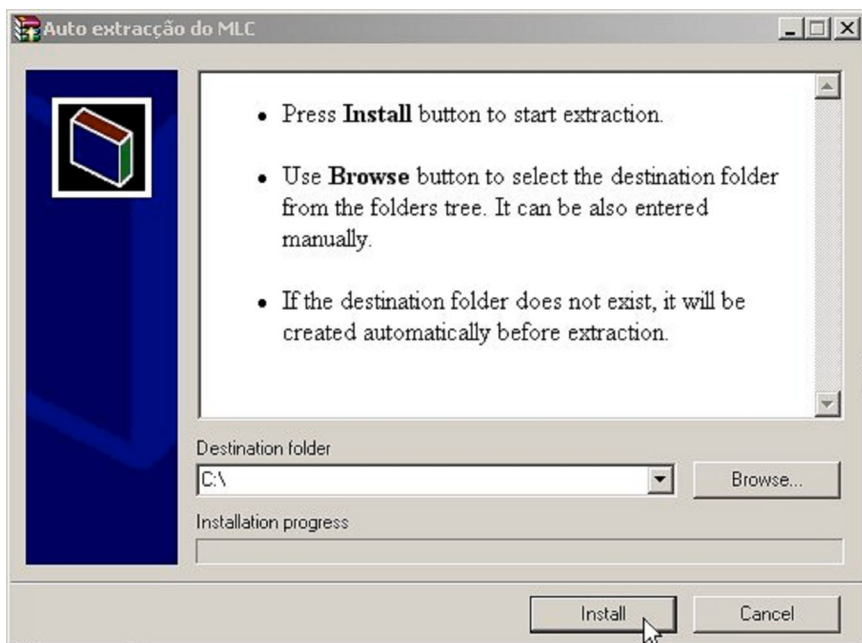 Auto extracção do MLC
• Press Install button to start extraction.
• Use Browse button to select the destination folder
from the folders tree. It can be also entered
manually.
• If the destination folder does not exist, it will be
created automatically before extraction.
Destination folder
C:\
Browse...
Installation progress
Install
Cancel